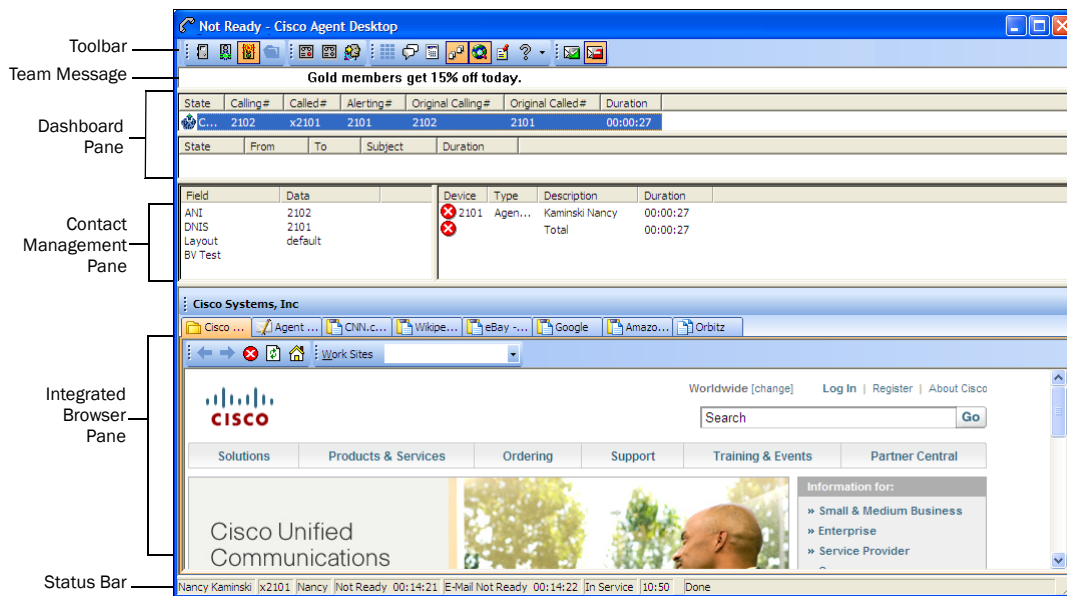 Not Ready - Cisco Agent Desktop
Toolbar
Team Message
Gold members get 15% off today.
Dashboard Pane
State Calling# Called# Alerting# Original Calling# Original Called# Duration
C... 2102 x2101 2101 2102 2101 00:00:27
State From To Subject Duration
Contact Management Pane
Field Data
ANI 2102
DNIS 2101
Layout default
BV Test
Device Type Description Duration
2101 Agen... Kaminski Nancy 00:00:27
Total 00:00:27
Cisco Systems, Inc
Cisco ... Agent ... CNN.c... Wikipe... eBay -... Google Amazo... Orbitz
Work Sites
Integrated Browser Pane
Worldwide [change] Log In | Register | About Cisco
CISCO
Search Go
Solutions Products & Services Ordering Support Training & Events Partner Central
Information for:
» Small & Medium Business
» Enterprise
» Service Provider
Cisco Unified
Communications
Status Bar
Nancy Kaminski x2101 Nancy Not Ready 00:14:21 E-Mail Not Ready 00:14:22 In Service 10:50 Done